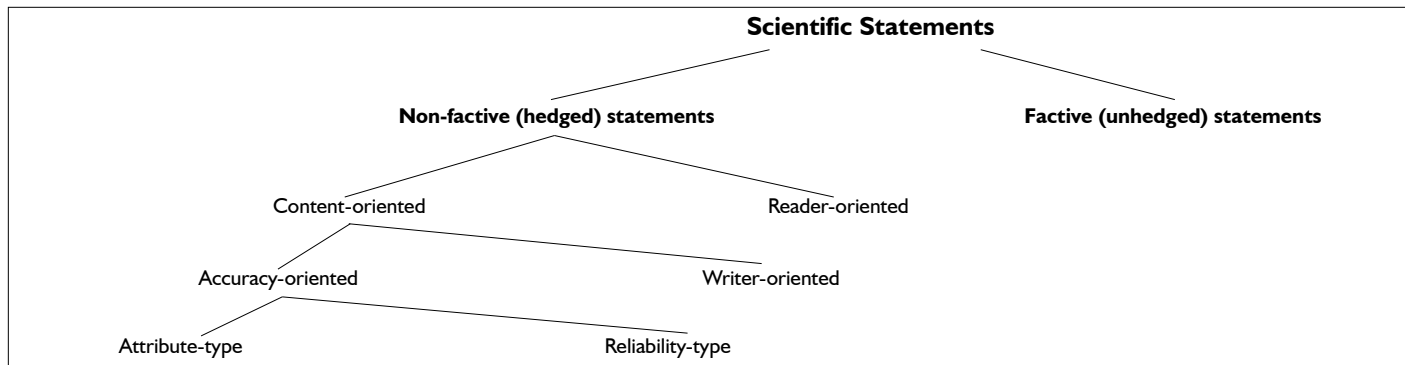 Scientific Statements
Non-factive (hedged) statements
Factive (unhedged) statements
Content-oriented
Reader-oriented
Accuracy-oriented
Writer-oriented
Attribute-type
Reliability-type